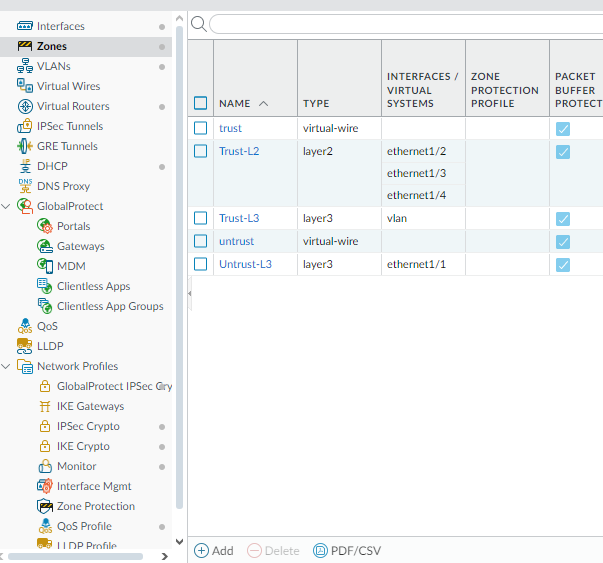 Interfaces
Zones
VLANs
Virtual Wires
Virtual Routers
IPSec Tunnels
GRE Tunnels
DHCP
DNS Proxy
GlobalProtect
Portals
Gateways
MDM
Clientless Apps
Clientless App Groups
QoS
LLDP
Network Profiles
GlobalProtect IPSec Cry
IKE Gateways
IPSec Crypto
IKE Crypto
Monitor
Interface Mgmt
Zone Protection
QoS Profile
LLDP Profile
NAME
TYPE
INTERFACES /
VIRTUAL
SYSTEMS
ZONE
PROTECTION
PROFILE
PACKET
BUFFER
PROTECT
trust virtual-wire
Trust-L2 layer2 ethernet1/2
ethernet1/3
ethernet1/4
Trust-L3 layer3 vlan
untrust virtual-wire
Untrust-L3 layer3 ethernet1/1
Add Delete PDF/CSV